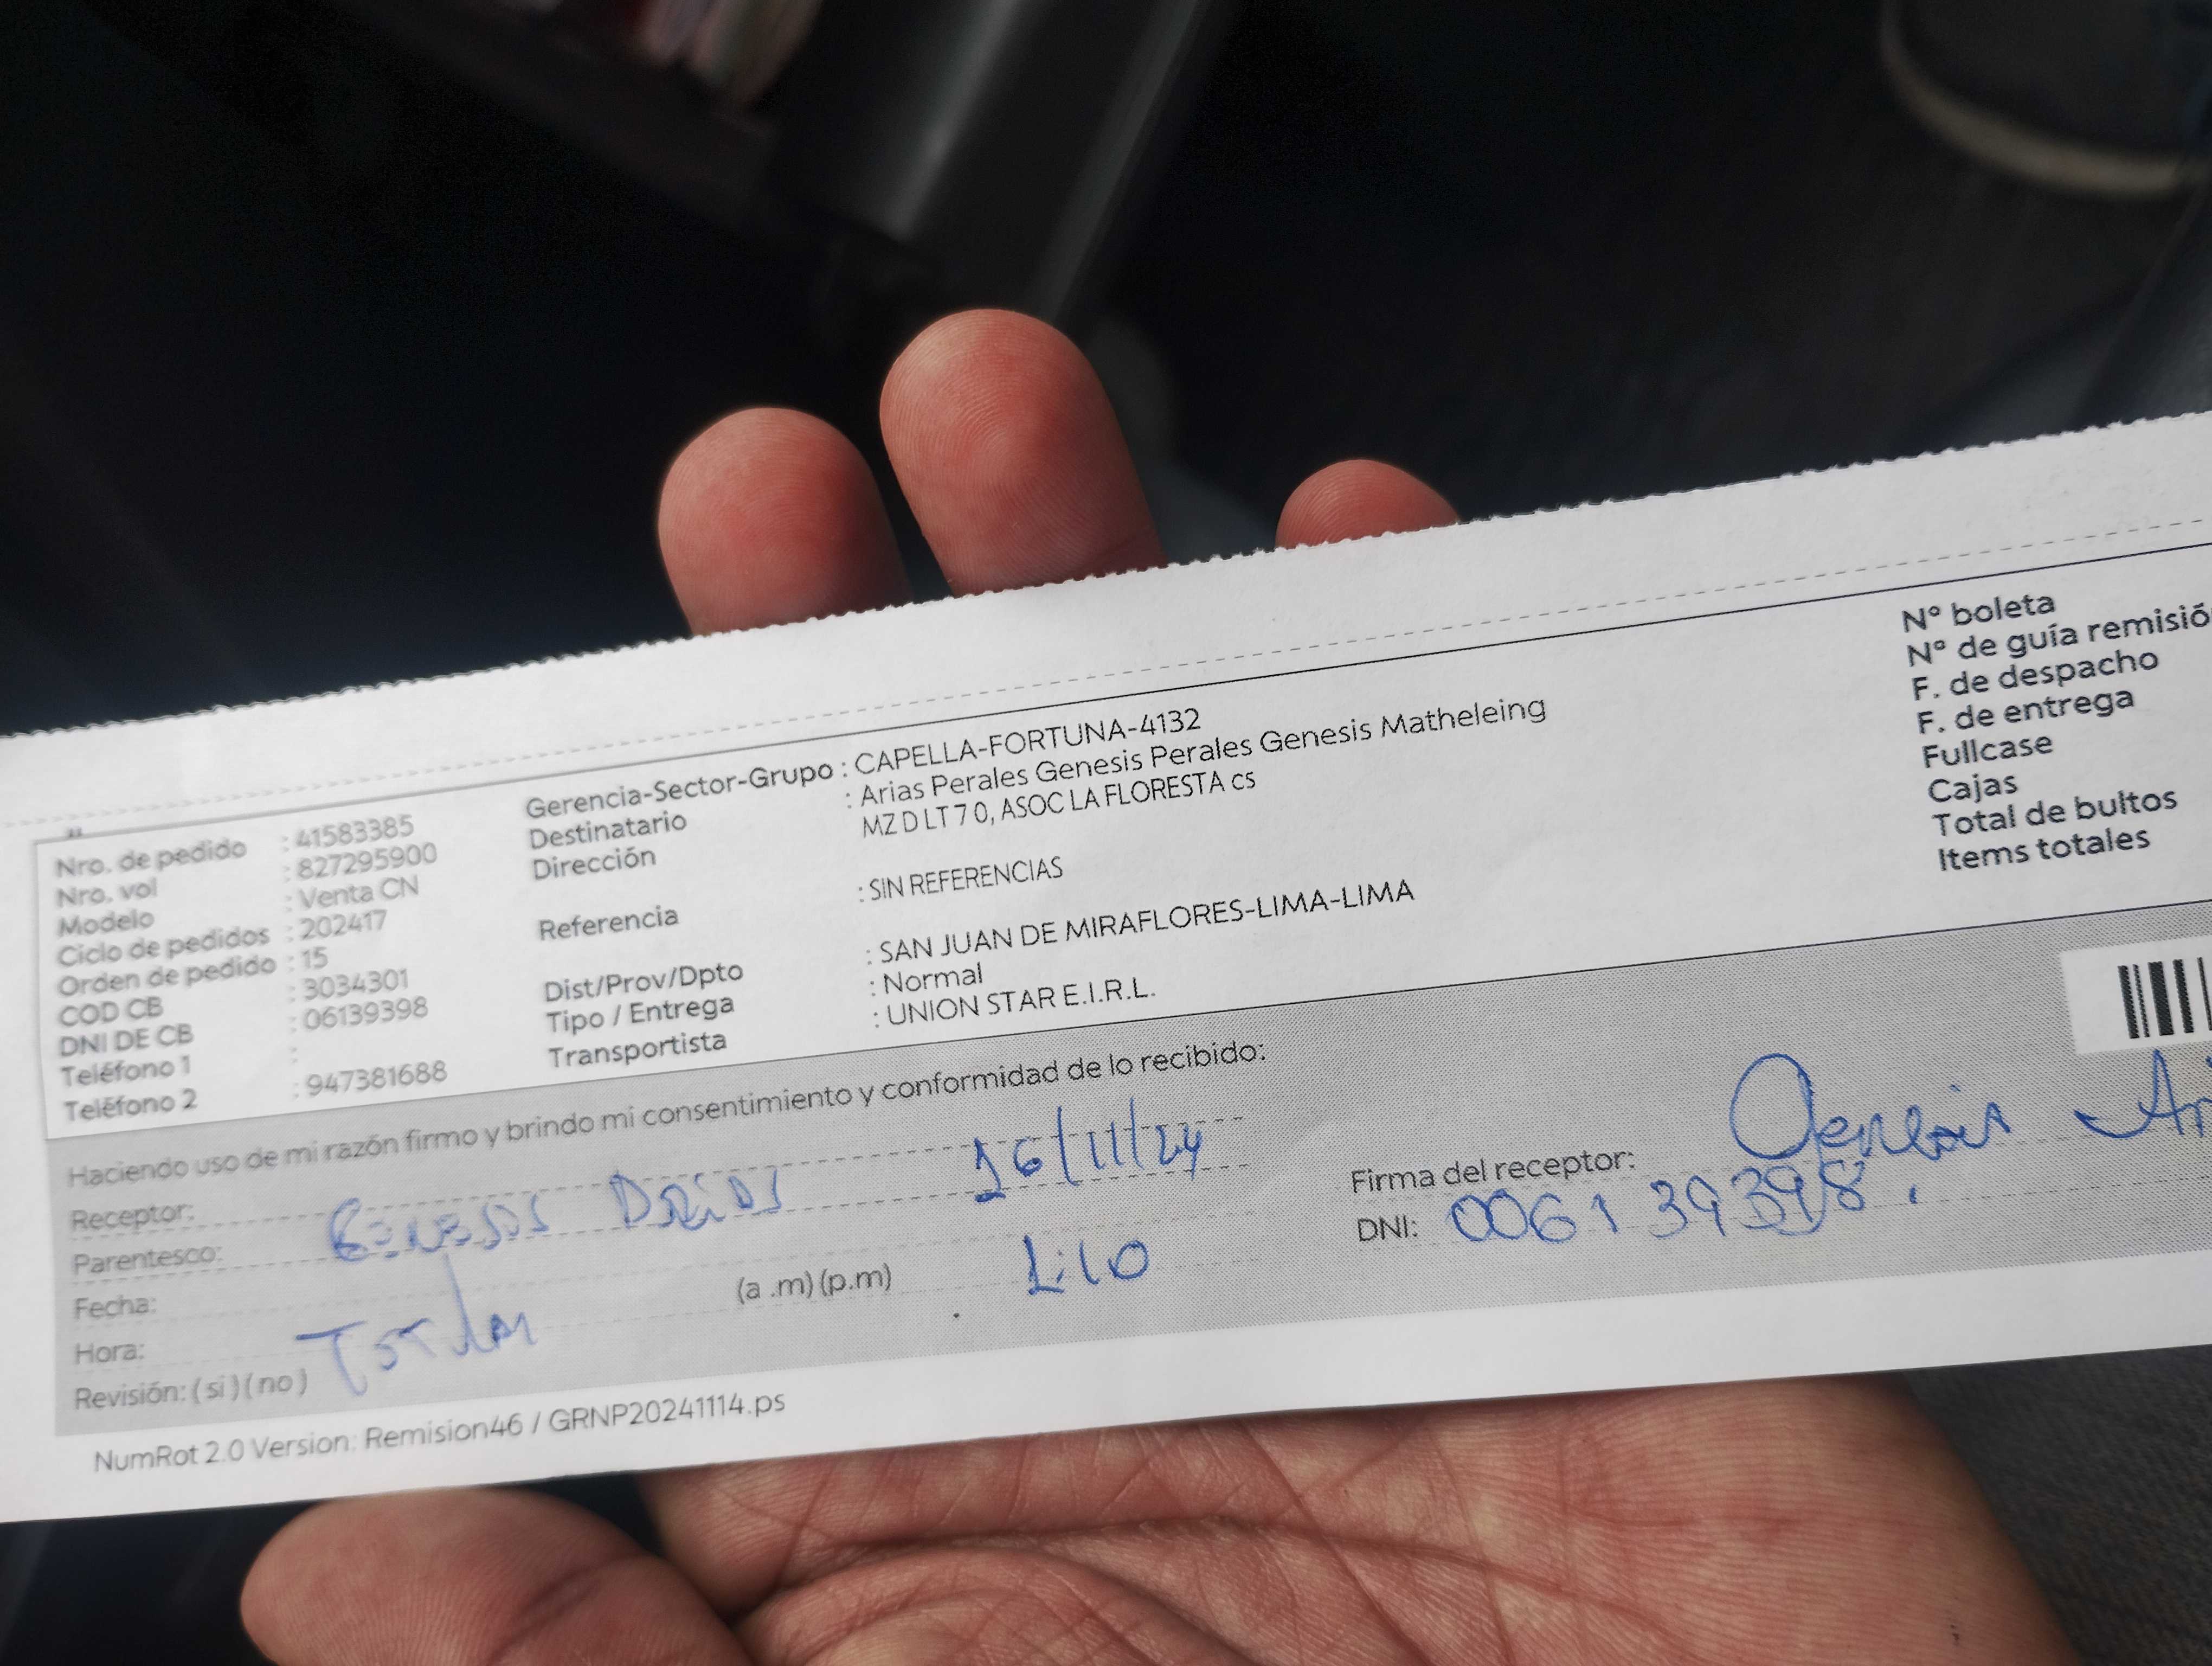 Nro. de pedido : 41583385
Nro. vol : 827295900
Modelo : Venta CN
Ciclo de pedidos : 202417
Orden de pedido : 15
COD CB : 3034301
DNI DE CB : 06139398
Teléfono 1 :
Teléfono 2 : 947381688
Gerencia-Sector-Grupo : CAPELLA-FORTUNA-4132
Destinatario : Arias Perales Genesis Perales Genesis Matheleing
Dirección MZ D LT 7 0, ASOC LA FLORESTA cs
Referencia : SIN REFERENCIAS
Dist/Prov/Dpto : SAN JUAN DE MIRAFLORES-LIMA-LIMA
Tipo / Entrega : Normal
Transportista : UNION STAR E.I.R.L.
N° boleta
N° de guía remisió
F. de despacho
F. de entrega
Fullcase
Cajas
Total de bultos
Items totales
Haciendo uso de mi razón firmo y brindo mi consentimiento y conformidad de lo recibido:
Receptor:
Parentesco:
Fecha: 16/11/24
Hora: (a .m) (p.m) 1:10
Revisión: ( si ) ( no )
Firma del receptor: Genesis Ari
DNI: 006139398.
NumRot 2.0 Version: Remision46 / GRNP20241114.ps